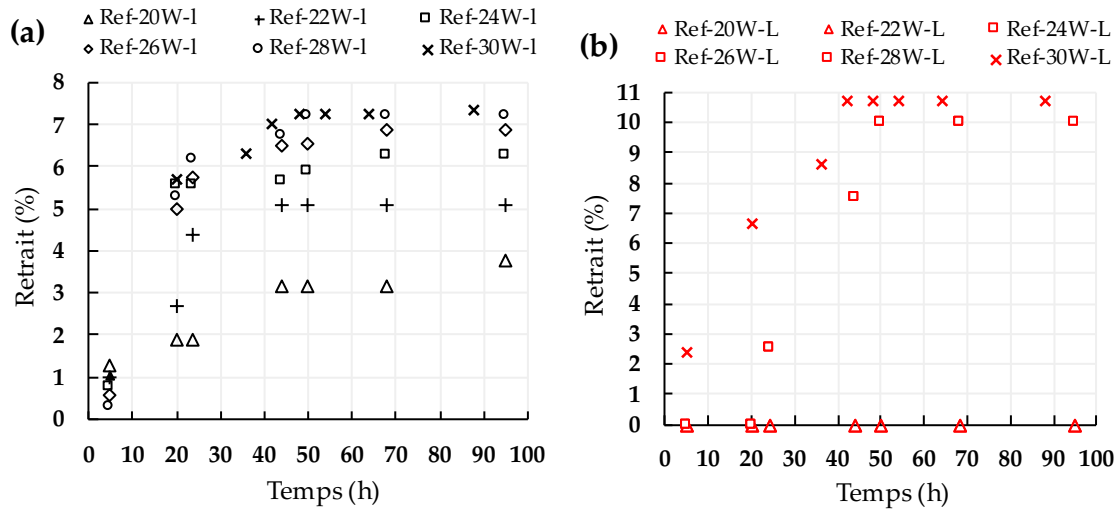 (a)
Ref-20W-l Ref-22W-l Ref-24W-l
Ref-26W-l Ref-28W-l Ref-30W-l
8
7
6
5
4
3
2
1
0
Retrait (%)
0 10 20 30 40 50 60 70 80 90 100
Temps (h)
(b)
Ref-20W-L Ref-22W-L Ref-24W-L
Ref-26W-L Ref-28W-L Ref-30W-L
11
10
9
8
7
6
5
4
3
2
1
0
Retrait (%)
0 10 20 30 40 50 60 70 80 90 100
Temps (h)